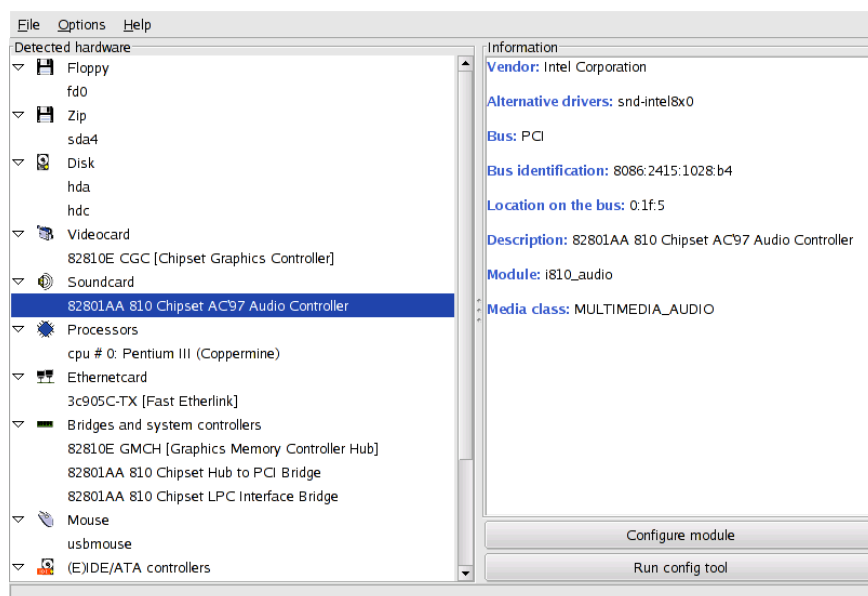 File Options Help
Detected hardware
Floppy
fd0
Zip
sda4
Disk
hda
hdc
Videocard
82810E CGC [Chipset Graphics Controller]
Soundcard
82801AA 810 Chipset AC'97 Audio Controller
Processors
cpu # 0: Pentium III (Coppermine)
Ethernetcard
3c905C-TX [Fast Etherlink]
Bridges and system controllers
82810E GMCH [Graphics Memory Controller Hub]
82801AA 810 Chipset Hub to PCI Bridge
82801AA 810 Chipset LPC Interface Bridge
Mouse
usbmouse
(E)IDE/ATA controllers
Information
Vendor: Intel Corporation
Alternative drivers: snd-intel8x0
Bus: PCI
Bus identification: 8086:2415:1028:b4
Location on the bus: 0:1f:5
Description: 82801AA 810 Chipset AC'97 Audio Controller
Module: i810_audio
Media class: MULTIMEDIA_AUDIO
Configure module
Run config tool